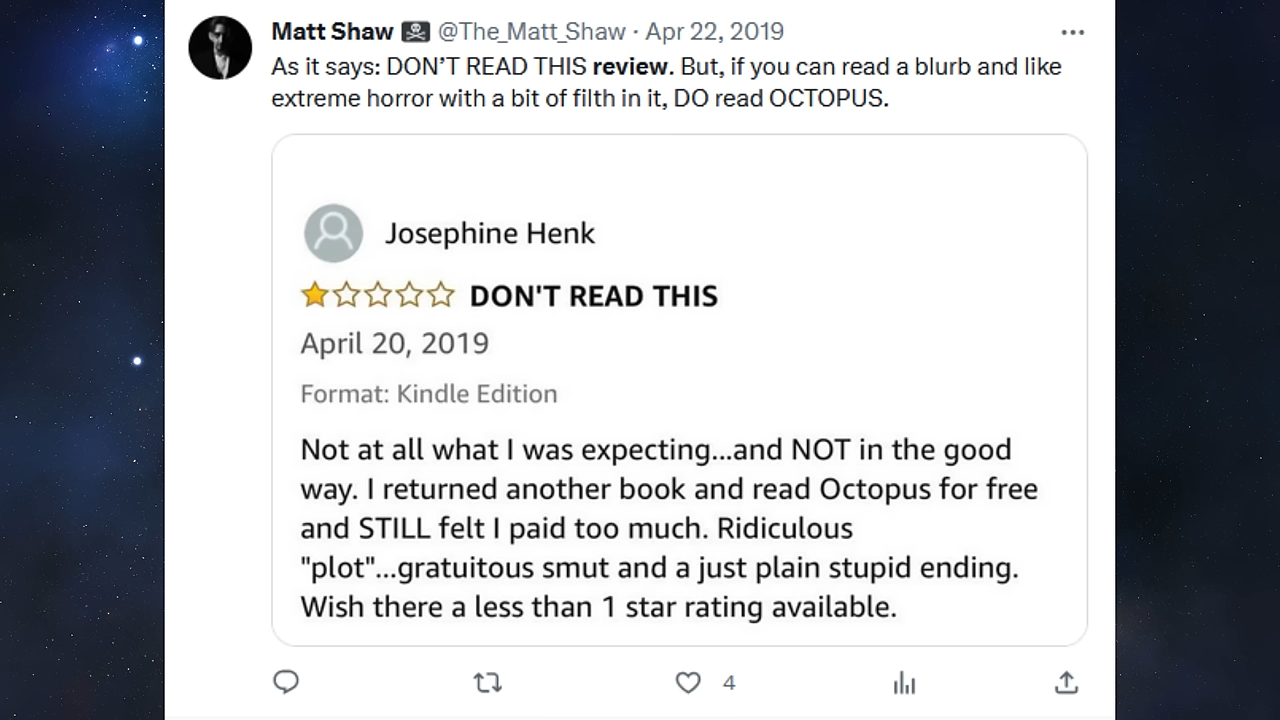 Matt Shaw @The_Matt_Shaw · Apr 22, 2019
As it says: DON’T READ THIS review. But, if you can read a blurb and like
extreme horror with a bit of filth in it, DO read OCTOPUS.
Josephine Henk
DON'T READ THIS
April 20, 2019
Format: Kindle Edition
Not at all what I was expecting...and NOT in the good
way. I returned another book and read Octopus for free
and STILL felt I paid too much. Ridiculous
"plot"...gratuitous smut and a just plain stupid ending.
Wish there a less than 1 star rating available.
4